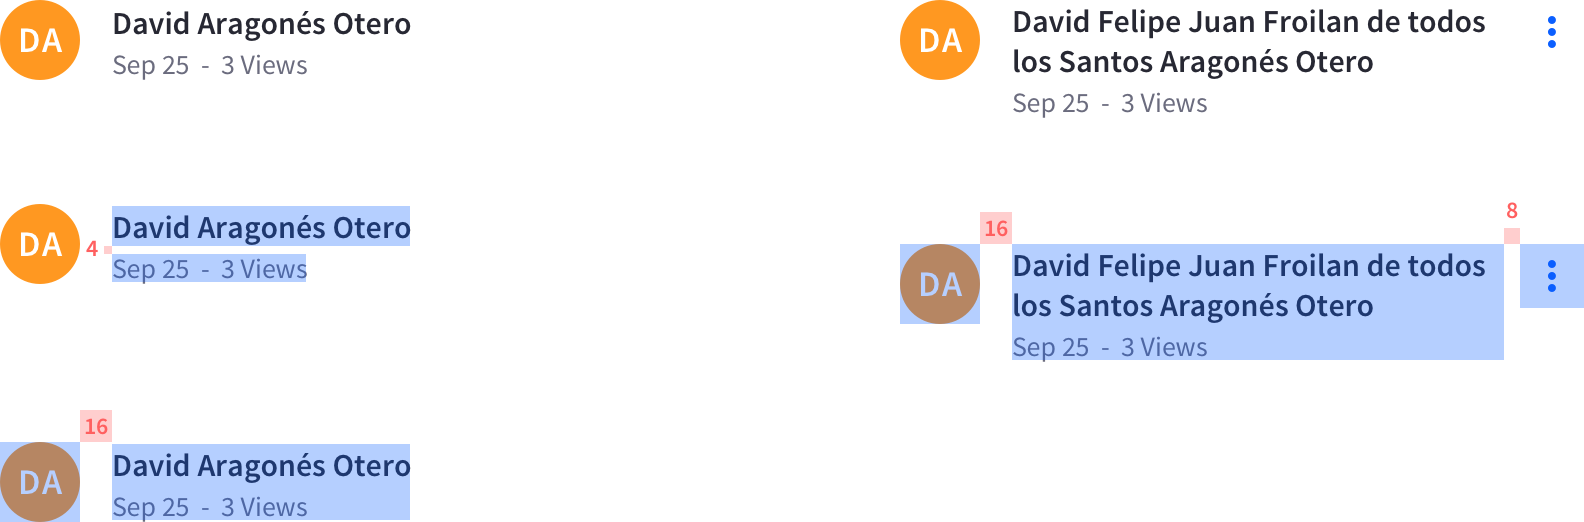 DA
David Aragonés Otero
Sep 25 - 3 Views
DA
David Felipe Juan Froilan de todos
los Santos Aragonés Otero
Sep 25 - 3 Views
DA
David Aragonés Otero
4
Sep 25 - 3 Views
16
8
DA
David Felipe Juan Froilan de todos
los Santos Aragonés Otero
Sep 25 - 3 Views
16
DA
David Aragonés Otero
Sep 25 - 3 Views